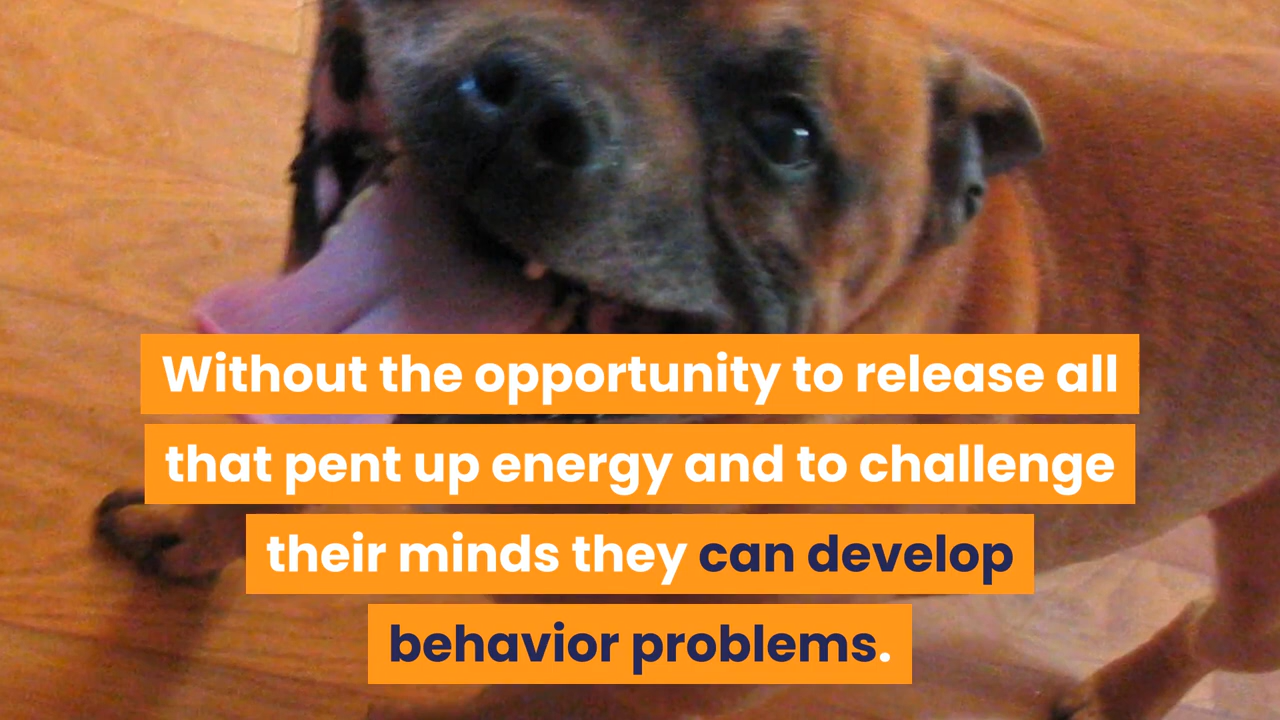 Without the opportunity to release all
that pent up energy and to challenge
their minds they can develop
behavior problems.